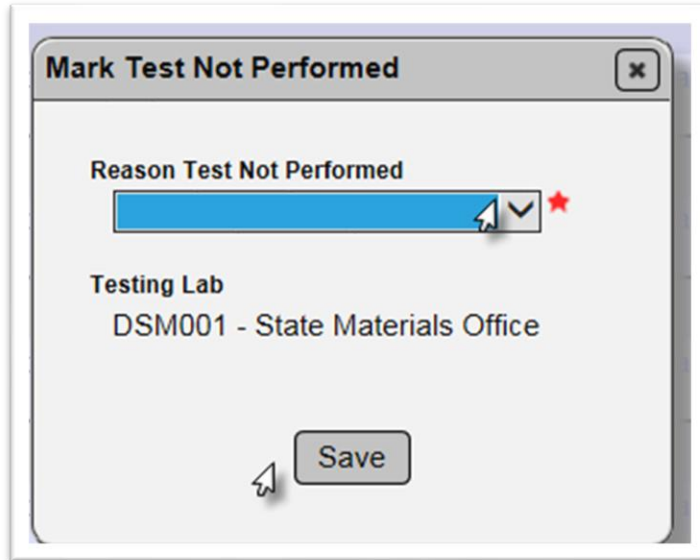 Mark Test Not Performed
Reason Test Not Performed
Testing Lab
DSM001 - State Materials Office
Save